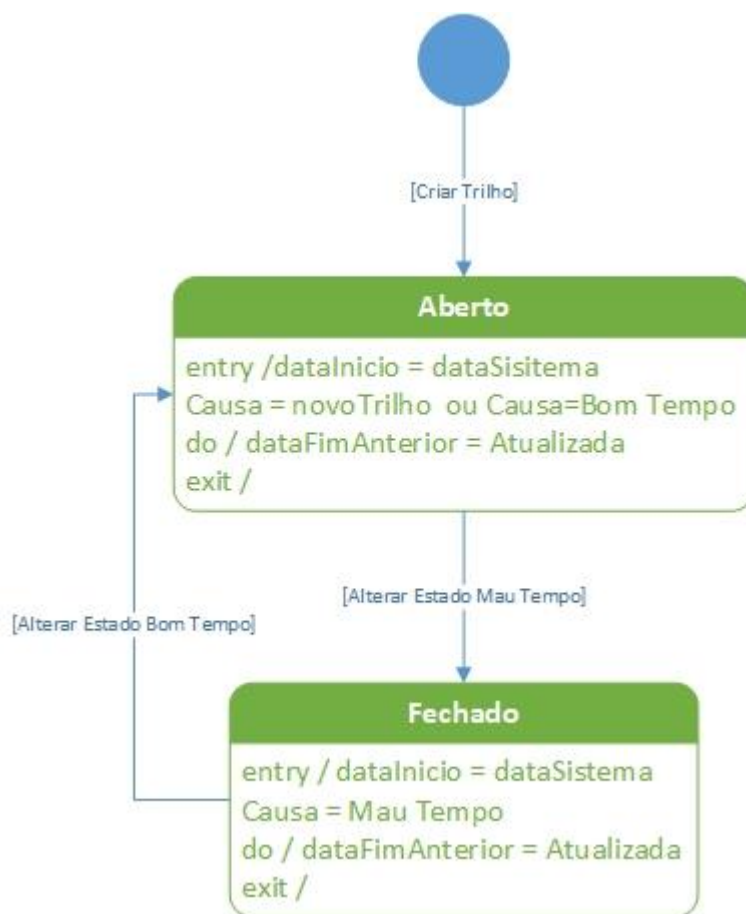 [Criar Trilho]
Aberto
entry /dataInicio = dataSisitema
Causa = novoTrilho ou Causa=Bom Tempo
do / dataFimAnterior = Atualizada
exit /
[Alterar Estado Mau Tempo]
[Alterar Estado Bom Tempo]
Fechado
entry / dataInicio = dataSistema
Causa = Mau Tempo
do / dataFimAnterior = Atualizada
exit /